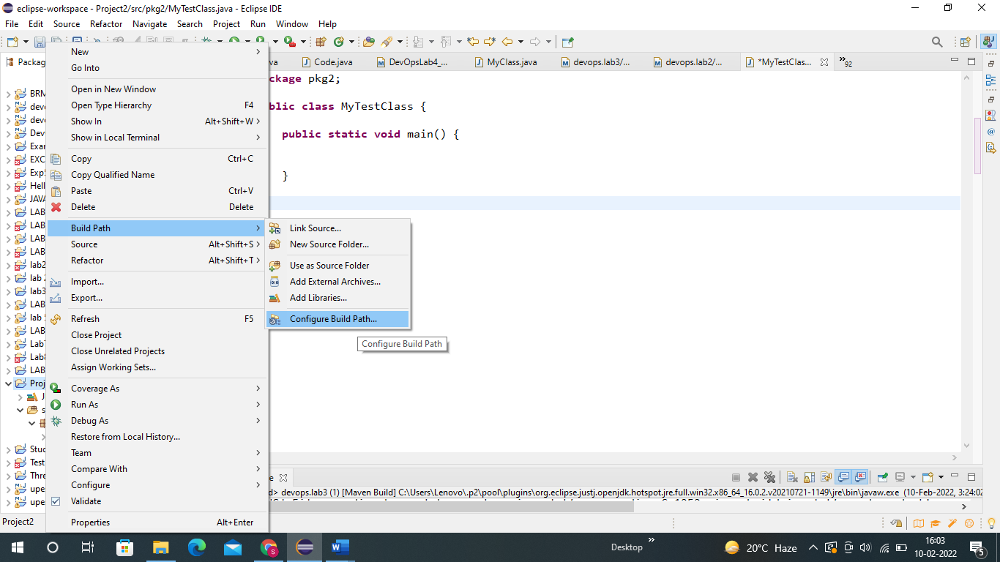 eclipse-workspace - Project2/src/pkg2/MyTestClass.java - Eclipse IDE
File Edit Source Refactor Navigate Search Project Run Window Help
Packag
Code.java
DevOpsLab4_...
MyClass.java
devops.lab3/...
devops.lab2/...
*MyTestClas...
92
New
Go Into
Open in New Window
Open Type Hierarchy F4
Show In Alt+Shift+W
Show in Local Terminal
Copy Ctrl+C
Copy Qualified Name
Paste Ctrl+V
Delete Delete
Build Path
Source Alt+Shift+S
Refactor Alt+Shift+T
Import...
Export...
Refresh F5
Close Project
Close Unrelated Projects
Assign Working Sets...
Coverage As
Run As
Debug As
Restore from Local History...
Team
Compare With
Configure
Validate
Properties Alt+Enter
Link Source...
New Source Folder...
Use as Source Folder
Add External Archives...
Add Libraries...
Configure Build Path...
Configure Build Path
ckage pkg2;
blic class MyTestClass {
public static void main() {
}
BRM
devo
devo
Dev
Exar
EXC
Exp5
Hell
JAVA
LAB
LAB
LAB
LAB
lab2
lab 2
lab3
LAB
lab 5
LAB
Lab7
Lab8
LAB
Proj
J
s
Stud
Test
Thre
upe
upe
d> devops.lab3 (1) [Maven Build] C:\Users\Lenovo\.p2\pool\plugins\org.eclipse.justj.openjdk.hotspot.jre.full.win32.x86_64_16.0.2.v20210721-1149\jre\bin\javaw.exe (10-Feb-2022, 3:24:02
Project2
Desktop
20°C Haze
16:03
10-02-2022
5